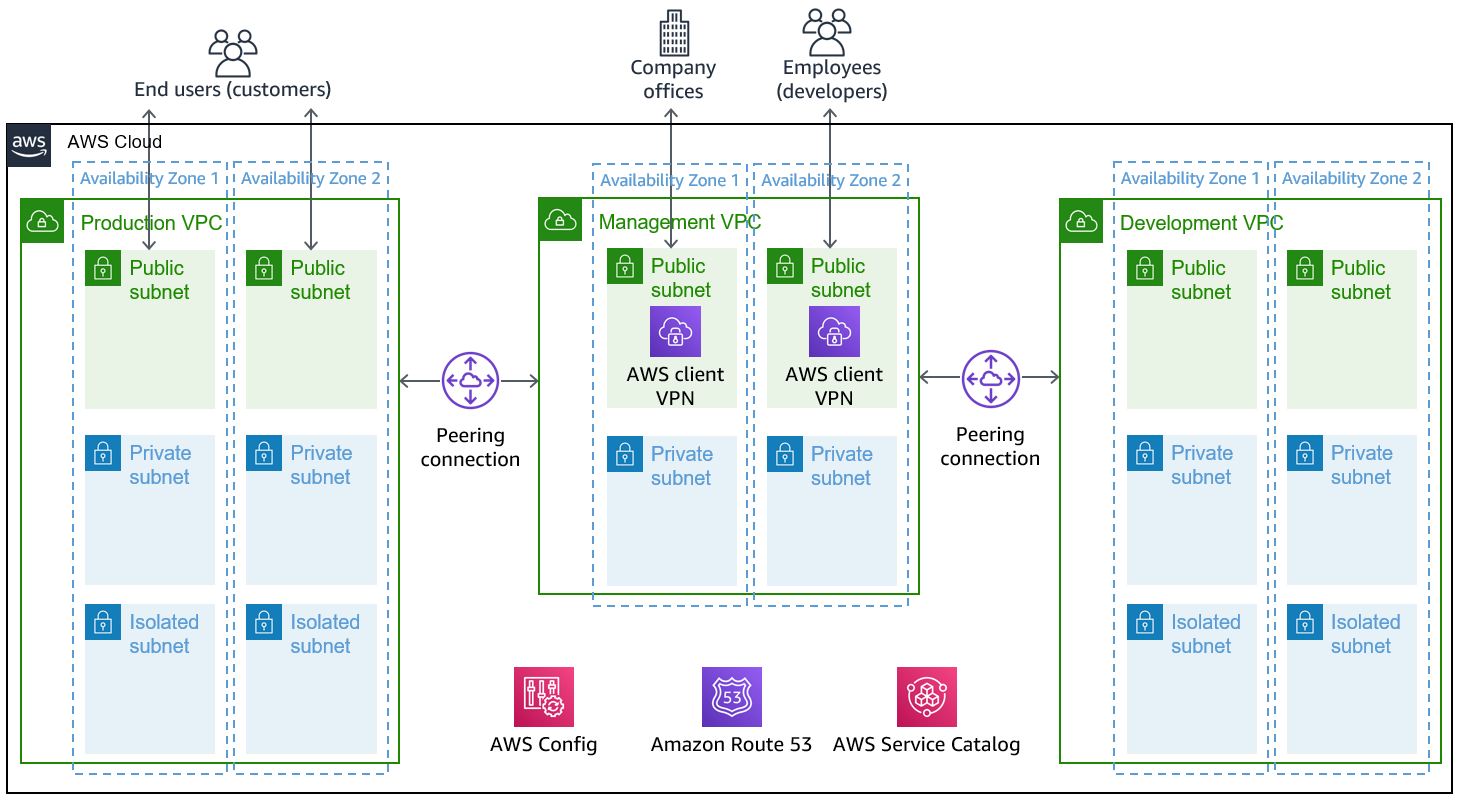 End users (customers)
Company
offices
Employees
(developers)
aws
AWS Cloud
Availability Zone 1
Availability Zone 2
Production VPC
Public
subnet
Public
subnet
Private
subnet
Private
subnet
Isolated
subnet
Isolated
subnet
Peering
connection
Availability Zone 1
Availability Zone 2
Management VPC
Public
subnet
AWS client
VPN
Public
subnet
AWS client
VPN
Private
subnet
Private
subnet
Peering
connection
Availability Zone 1
Availability Zone 2
Development VPC
Public
subnet
Public
subnet
Private
subnet
Private
subnet
Isolated
subnet
Isolated
subnet
AWS Config
53
Amazon Route 53
AWS Service Catalog